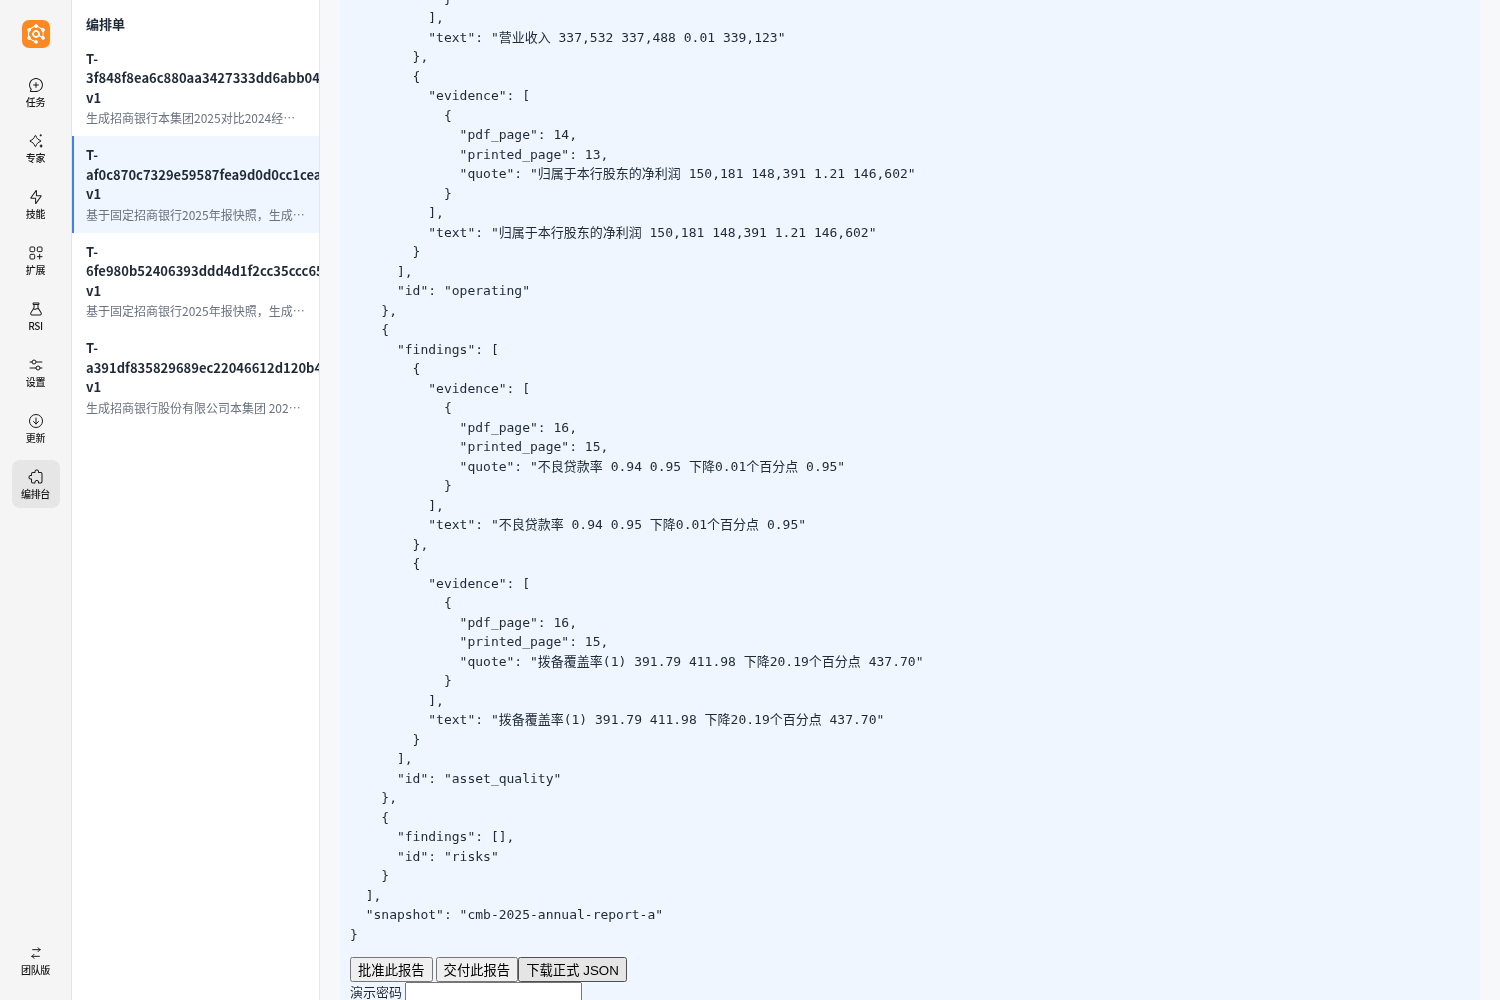 任务
专家
技能
扩展
RSI
设置
更新
编排台
团队版
编排单
T-
3f848f8ea6c880aa3427333dd6abb04
v1
生成招商银行本集团2025对比2024经…
T-
af0c870c7329e59587fea9d0d0cc1cea
v1
基于固定招商银行2025年报快照，生成…
T-
6fe980b52406393ddd4d1f2cc35ccc65
v1
基于固定招商银行2025年报快照，生成…
T-
a391df835829689ec22046612d120b4
v1
生成招商银行股份有限公司本集团 202…
}
],
"text": "营业收入 337,532 337,488 0.01 339,123"
},
{
"evidence": [
{
"pdf_page": 14,
"printed_page": 13,
"quote": "归属于本行股东的净利润 150,181 148,391 1.21 146,602"
}
],
"text": "归属于本行股东的净利润 150,181 148,391 1.21 146,602"
}
],
"id": "operating"
},
{
"findings": [
{
"evidence": [
{
"pdf_page": 16,
"printed_page": 15,
"quote": "不良贷款率 0.94 0.95 下降0.01个百分点 0.95"
}
],
"text": "不良贷款率 0.94 0.95 下降0.01个百分点 0.95"
},
{
"evidence": [
{
"pdf_page": 16,
"printed_page": 15,
"quote": "拨备覆盖率(1) 391.79 411.98 下降20.19个百分点 437.70"
}
],
"text": "拨备覆盖率(1) 391.79 411.98 下降20.19个百分点 437.70"
}
],
"id": "asset_quality"
},
{
"findings": [],
"id": "risks"
}
],
"snapshot": "cmb-2025-annual-report-a"
}
批准此报告 交付此报告 下载正式 JSON
演示密码